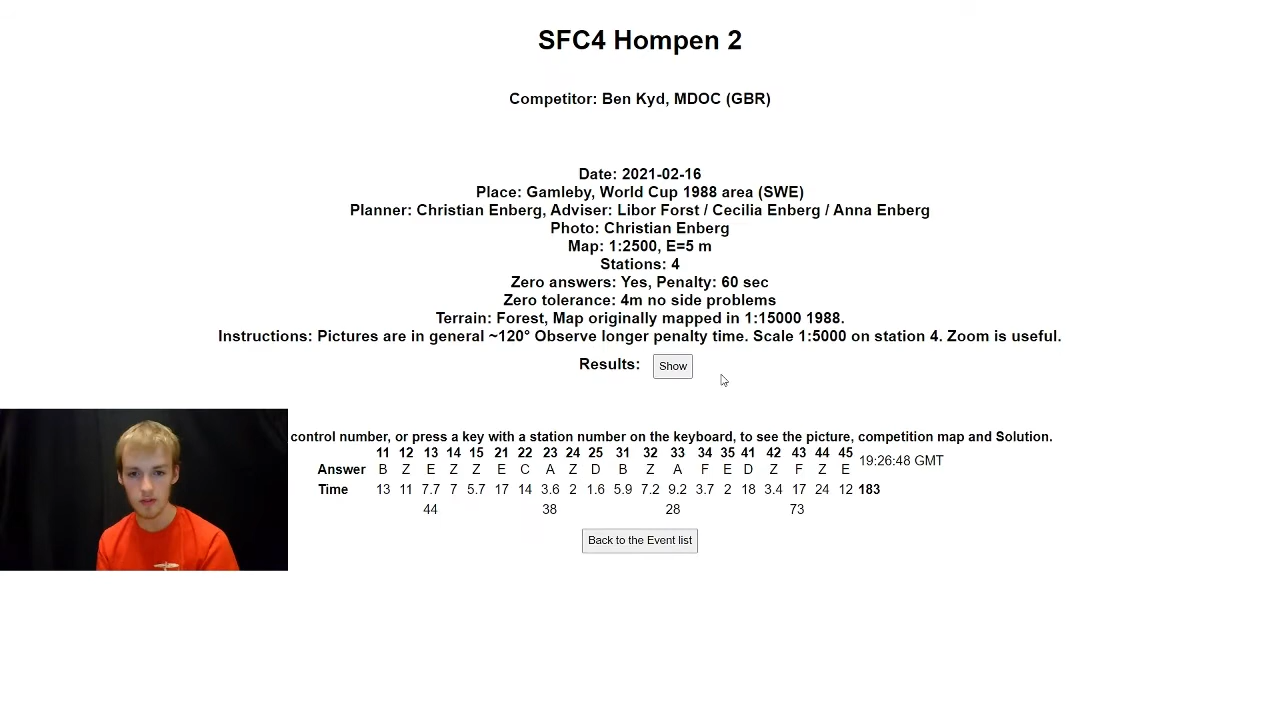 SFC4 Hompen 2
Competitor: Ben Kyd, MDOC (GBR)
Date: 2021-02-16
Place: Gamleby, World Cup 1988 area (SWE)
Planner: Christian Enberg, Adviser: Libor Forst / Cecilia Enberg / Anna Enberg
Photo: Christian Enberg
Map: 1:2500, E=5 m
Stations: 4
Zero answers: Yes, Penalty: 60 sec
Zero tolerance: 4m no side problems
Terrain: Forest, Map originally mapped in 1:15000 1988.
Instructions: Pictures are in general ~120° Observe longer penalty time. Scale 1:5000 on station 4. Zoom is useful.
Results: Show
control number, or press a key with a station number on the keyboard, to see the picture, competition map and Solution.
11 12 13 14 15 21 22 23 24 25 31 32 33 34 35 41 42 43 44 45 19:26:48 GMT
Answer B Z E Z Z E C A Z D B Z A F E D Z F Z E
Time 13 11 7.7 7 5.7 17 14 3.6 2 1.6 5.9 7.2 9.2 3.7 2 18 3.4 17 24 12 183
44 38 28 73
Back to the Event list